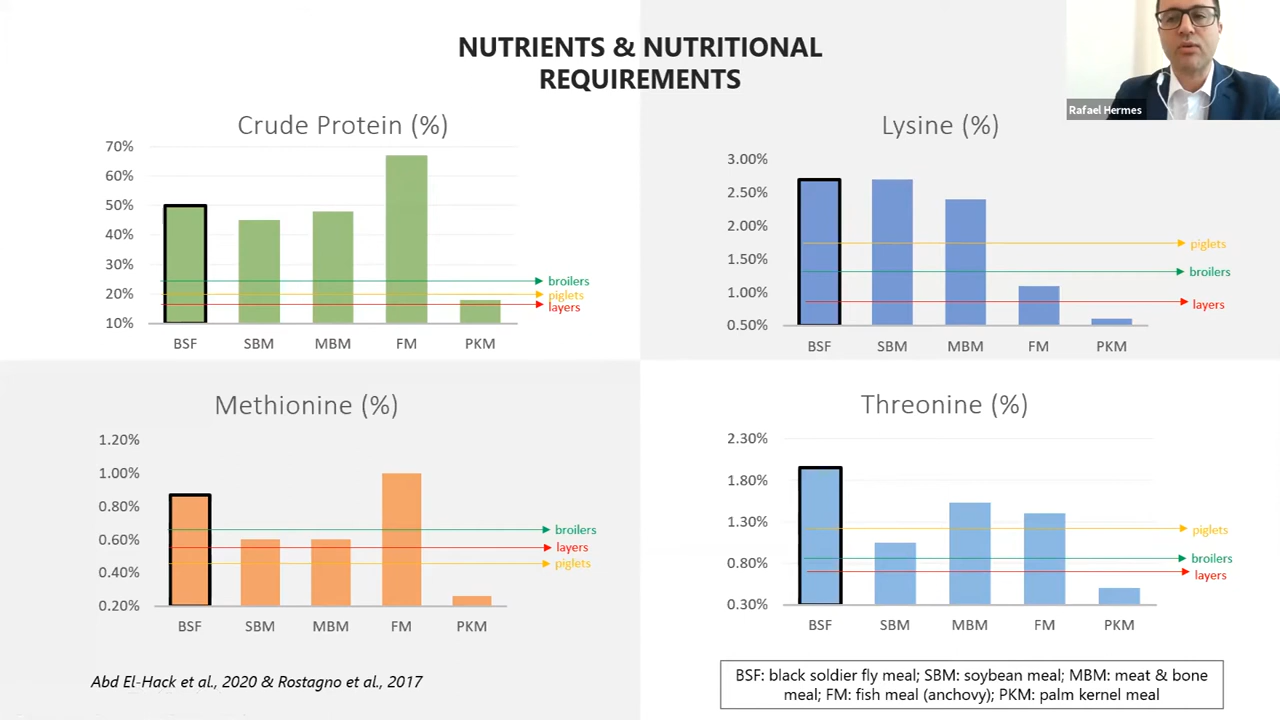 NUTRIENTS & NUTRITIONAL
REQUIREMENTS
Rafael Hermes
Crude Protein (%)
70%
60%
50%
40%
30%
20%
10%
broilers
piglets
layers
BSF SBM MBM FM PKM
Lysine (%)
3.00%
2.50%
2.00%
1.50%
1.00%
0.50%
piglets
broilers
layers
BSF SBM MBM FM PKM
Methionine (%)
1.20%
1.00%
0.80%
0.60%
0.40%
0.20%
broilers
layers
piglets
BSF SBM MBM FM PKM
Threonine (%)
2.30%
1.80%
1.30%
0.80%
0.30%
piglets
broilers
layers
BSF SBM MBM FM PKM
Abd El-Hack et al., 2020 & Rostagno et al., 2017
BSF: black soldier fly meal; SBM: soybean meal; MBM: meat & bone
meal; FM: fish meal (anchovy); PKM: palm kernel meal